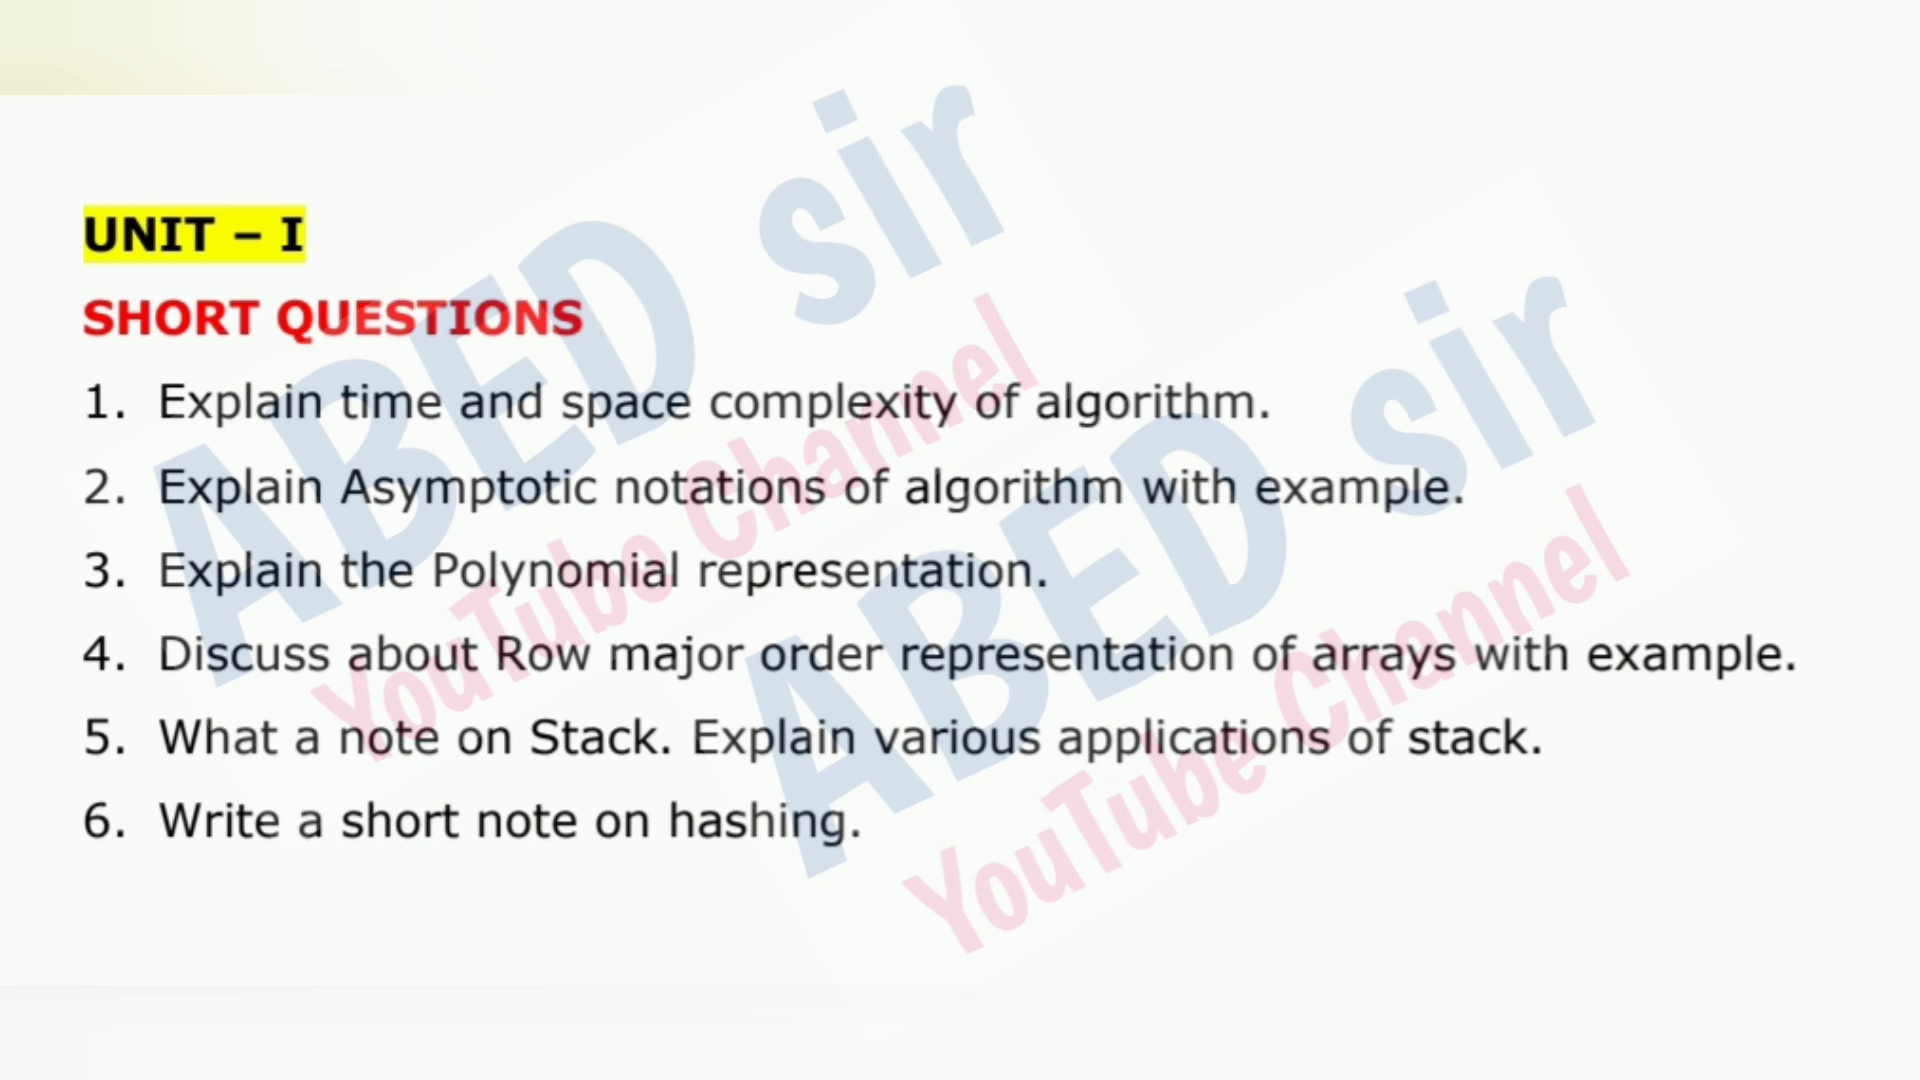 UNIT – I
SHORT QUESTIONS
1. Explain time and space complexity of algorithm.
2. Explain Asymptotic notations of algorithm with example.
3. Explain the Polynomial representation.
4. Discuss about Row major order representation of arrays with example.
5. What a note on Stack. Explain various applications of stack.
6. Write a short note on hashing.
ABED sir
YouTube Channel
ABED sir
YouTube Channel